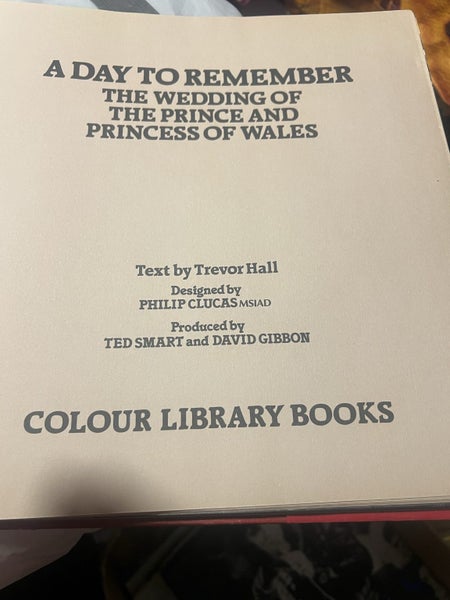 A DAY TO REMEMBER
THE WEDDING OF
THE PRINCE AND
PRINCESS OF WALES
Text by Trevor Hall
Designed by
PHILIP CLUCAS MSIAD
Produced by
TED SMART and DAVID GIBBON
COLOUR LIBRARY BOOKS